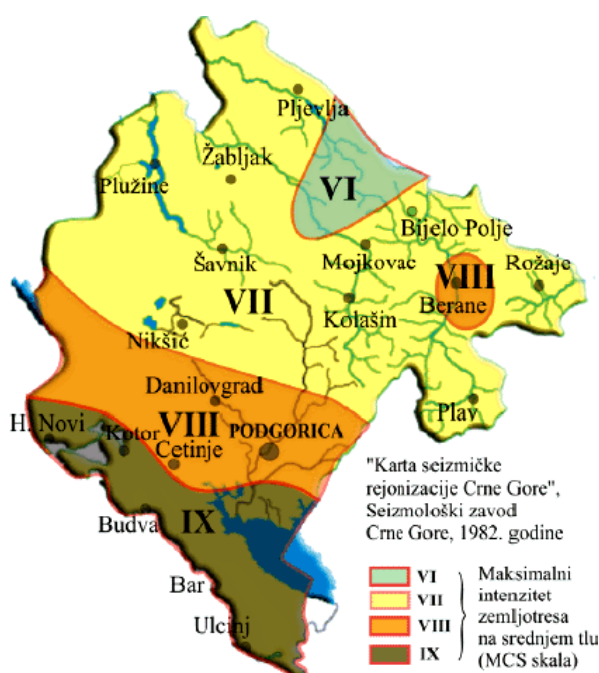 Pljevlja
Žabljak
Plužine
VI
Bijelo Polje
Šavnik
Mojkovac
VIII
Rožaje
VII
Berane
Kolašin
Nikšić
Danilovgrad
Plav
H. Novi
Kotor
VIII
PODGORICA
Cetinje
Budva
IX
Bar
Ulcinj
"Karta seizmičke
rejonizacije Crne Gore",
Seizmološki zavod
Crne Gore, 1982. godine
VI
VII
VIII
IX
Maksimalni
intenzitet
zemljotresa
na srednjem tlu
(MCS skala)